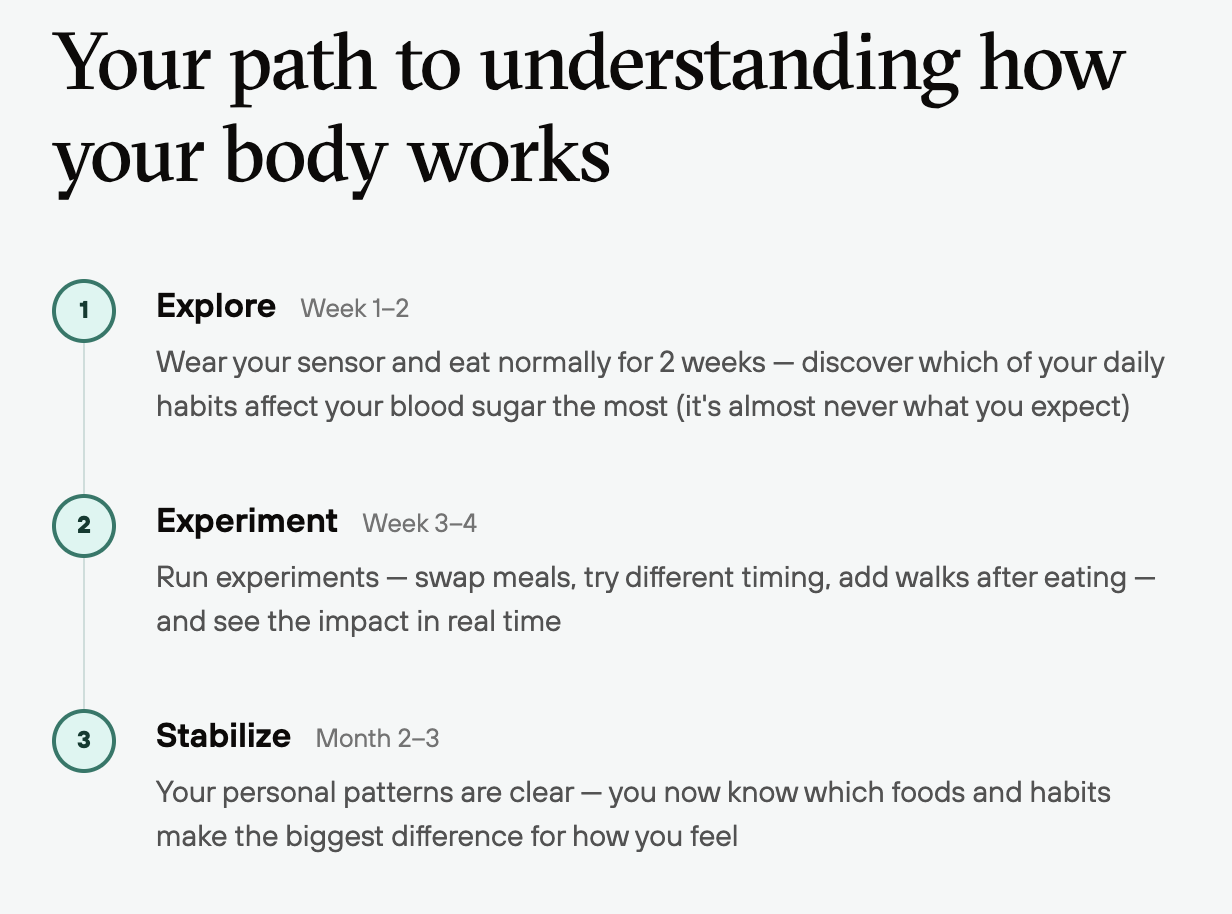 Your path to understanding how
your body works
1
Explore Week 1–2
Wear your sensor and eat normally for 2 weeks — discover which of your daily
habits affect your blood sugar the most (it's almost never what you expect)
2
Experiment Week 3–4
Run experiments — swap meals, try different timing, add walks after eating —
and see the impact in real time
3
Stabilize Month 2–3
Your personal patterns are clear — you now know which foods and habits
make the biggest difference for how you feel